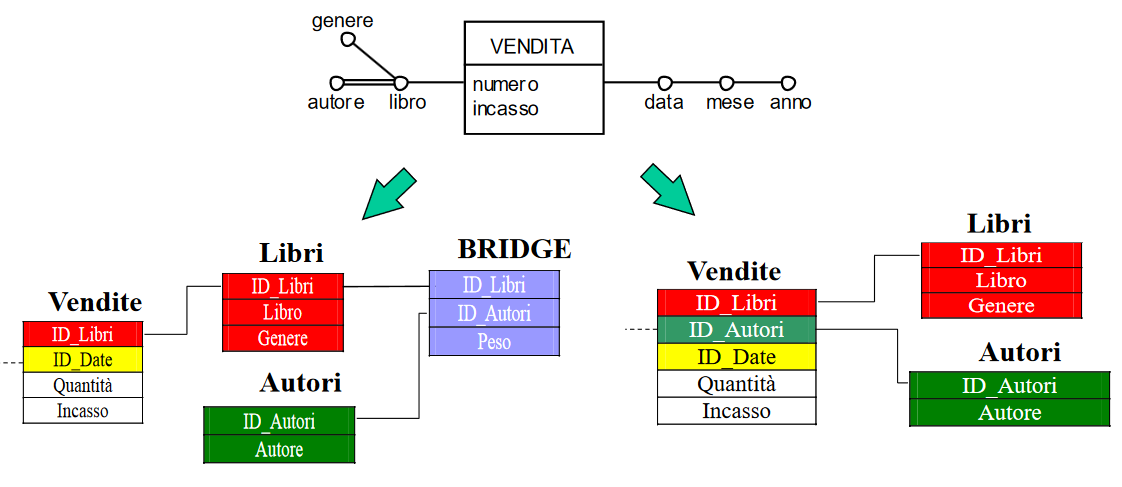 genere
VENDITA
numero
incasso
autore
libro
data
mese
anno
Vendite
ID_Libri
ID_Date
Quantità
Incasso
Libri
ID_Libri
Libro
Genere
Autori
ID_Autori
Autore
BRIDGE
ID_Libri
ID_Autori
Peso
Vendite
ID_Libri
ID_Autori
ID_Date
Quantità
Incasso
Libri
ID_Libri
Libro
Genere
Autori
ID_Autori
Autore